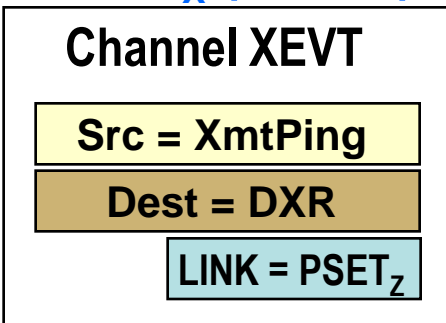 Channel XEVT
Src = XmtPing
Dest = DXR
LINK = PSETZ